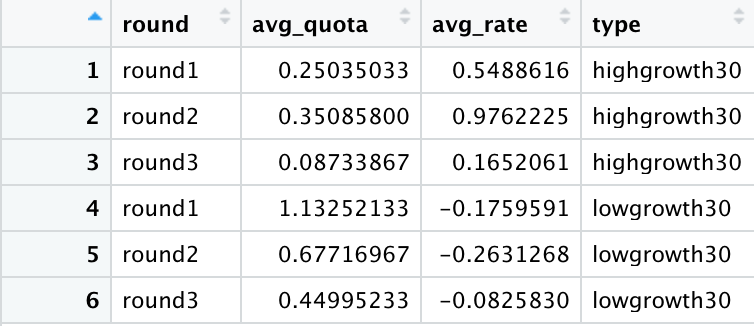 round avg_quota avg_rate type
1 round1 0.25035033 0.5488616 highgrowth30
2 round2 0.35085800 0.9762225 highgrowth30
3 round3 0.08733867 0.1652061 highgrowth30
4 round1 1.13252133 -0.1759591 lowgrowth30
5 round2 0.67716967 -0.2631268 lowgrowth30
6 round3 0.44995233 -0.0825830 lowgrowth30